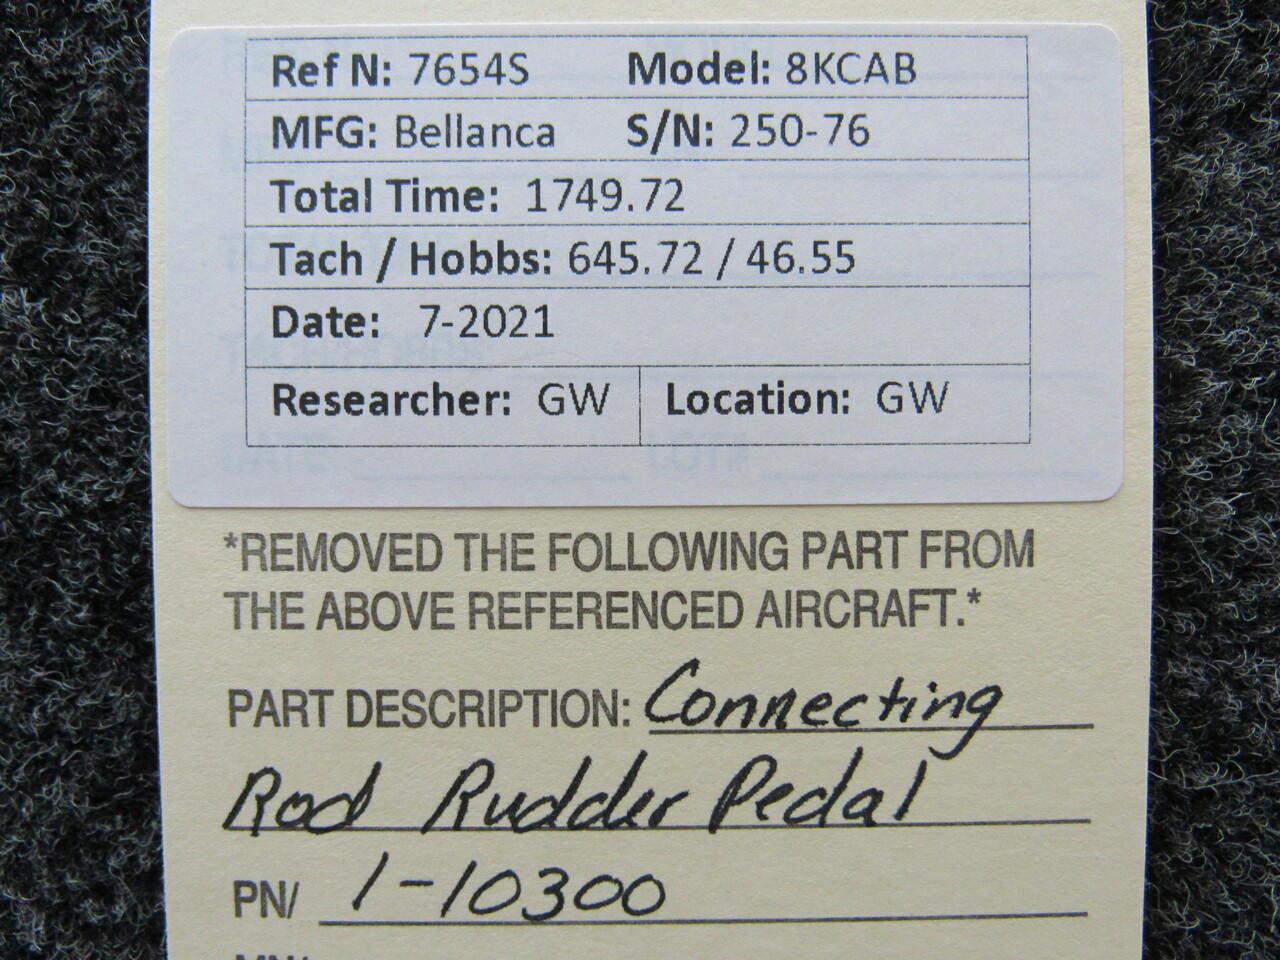 Ref N: 7654S Model: 8KCAB
MFG: Bellanca S/N: 250-76
Total Time: 1749.72
Tach / Hobbs: 645.72 / 46.55
Date: 7-2021
Researcher: GW Location: GW
*REMOVED THE FOLLOWING PART FROM
THE ABOVE REFERENCED AIRCRAFT.*
PART DESCRIPTION: Connecting
Rod Rudder Pedal
PN/ 1-10300